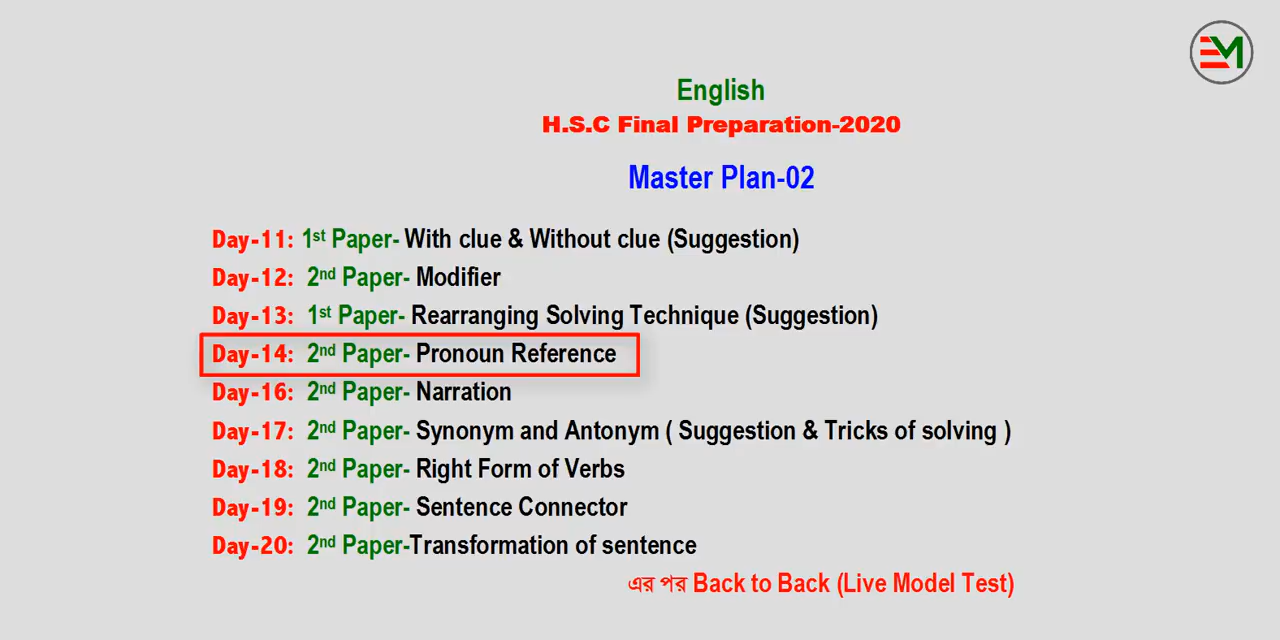 EM
English
H.S.C Final Preparation-2020
Master Plan-02
Day-11: 1st Paper- With clue & Without clue (Suggestion)
Day-12: 2nd Paper- Modifier
Day-13: 1st Paper- Rearranging Solving Technique (Suggestion)
Day-14: 2nd Paper- Pronoun Reference
Day-16: 2nd Paper- Narration
Day-17: 2nd Paper- Synonym and Antonym ( Suggestion & Tricks of solving )
Day-18: 2nd Paper- Right Form of Verbs
Day-19: 2nd Paper- Sentence Connector
Day-20: 2nd Paper-Transformation of sentence
এর পর Back to Back (Live Model Test)